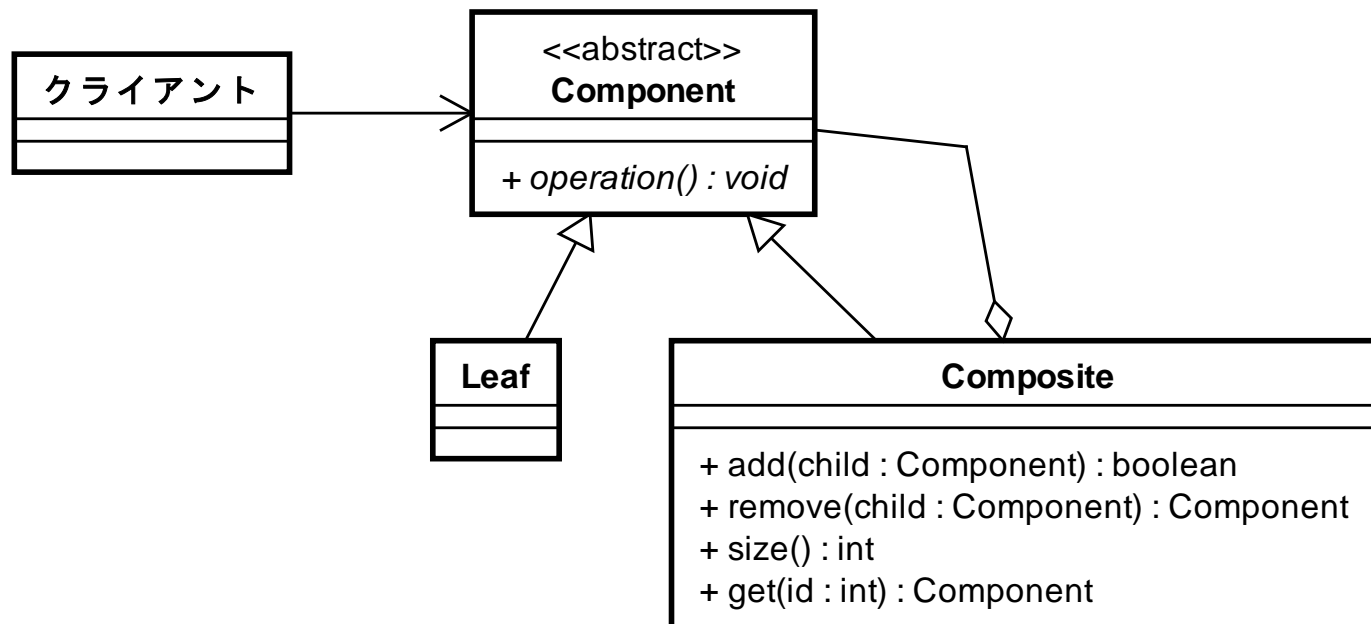 クライアント
<<abstract>>
Component
+ operation() : void
Leaf
Composite
+ add(child : Component) : boolean
+ remove(child : Component) : Component
+ size() : int
+ get(id : int) : Component